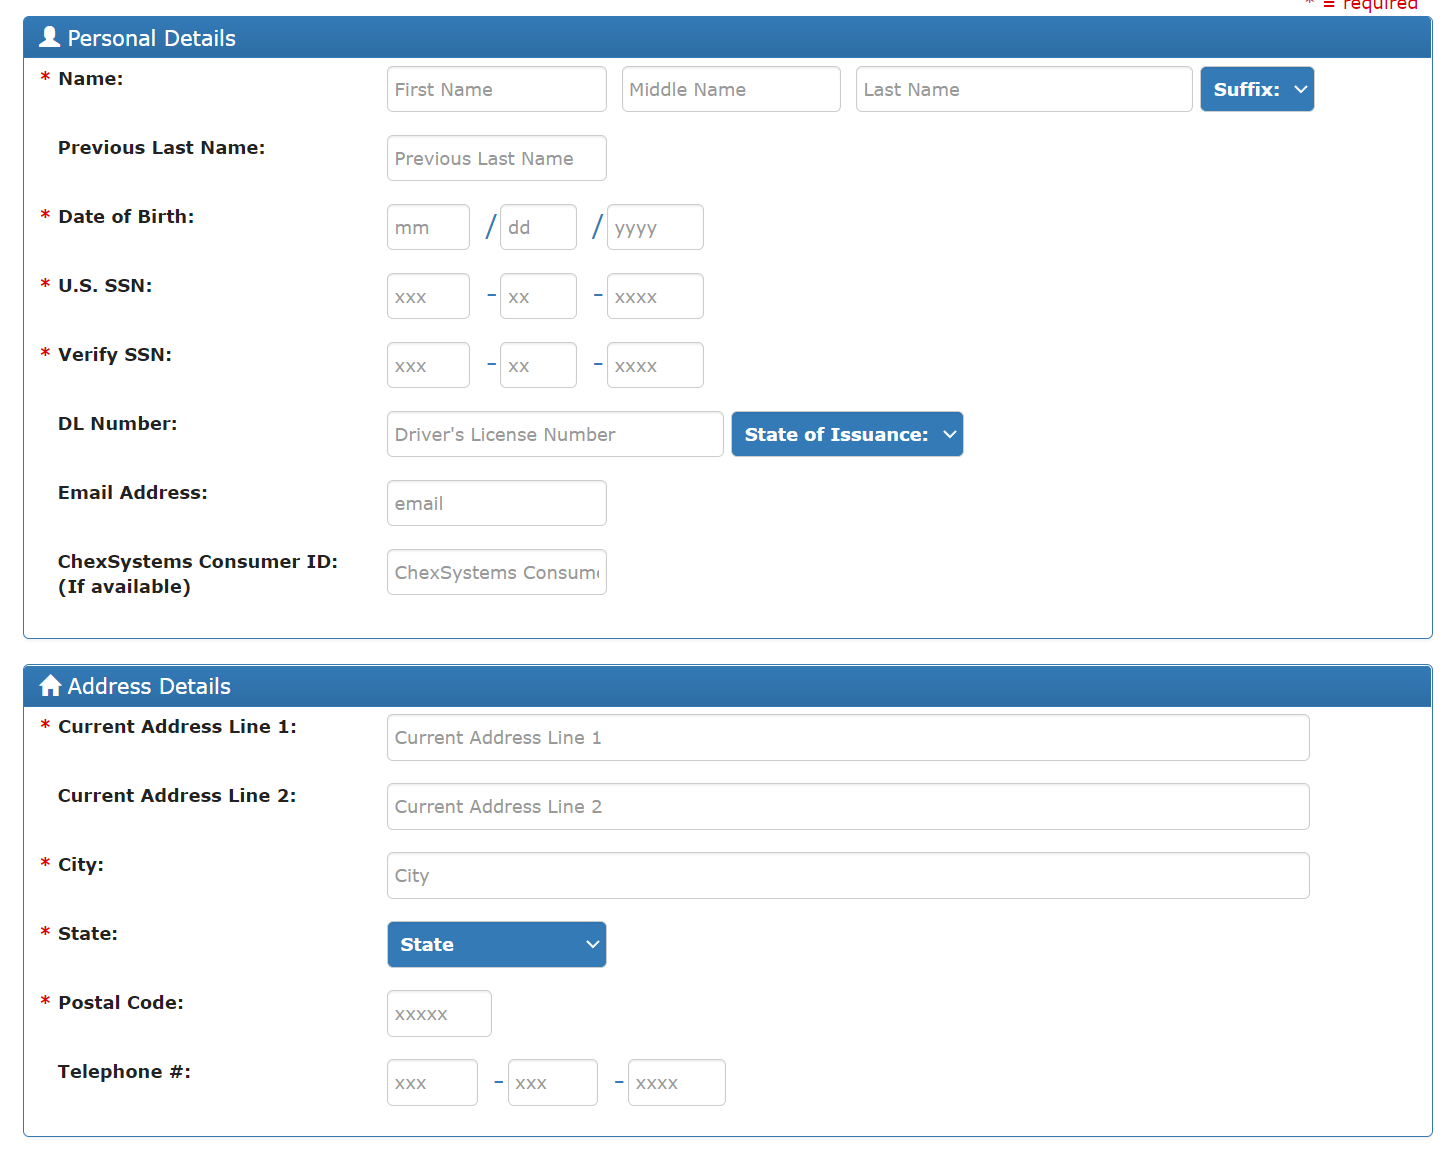 * = required
Personal Details
* Name: First Name Middle Name Last Name Suffix:
Previous Last Name: Previous Last Name
* Date of Birth: mm / dd / yyyy
* U.S. SSN: xxx - xx - xxxx
* Verify SSN: xxx - xx - xxxx
DL Number: Driver's License Number State of Issuance:
Email Address: email
ChexSystems Consumer ID: ChexSystems Consum
(If available)
Address Details
* Current Address Line 1: Current Address Line 1
Current Address Line 2: Current Address Line 2
* City: City
* State: State
* Postal Code: xxxxx
Telephone #: xxx - xxx - xxxx